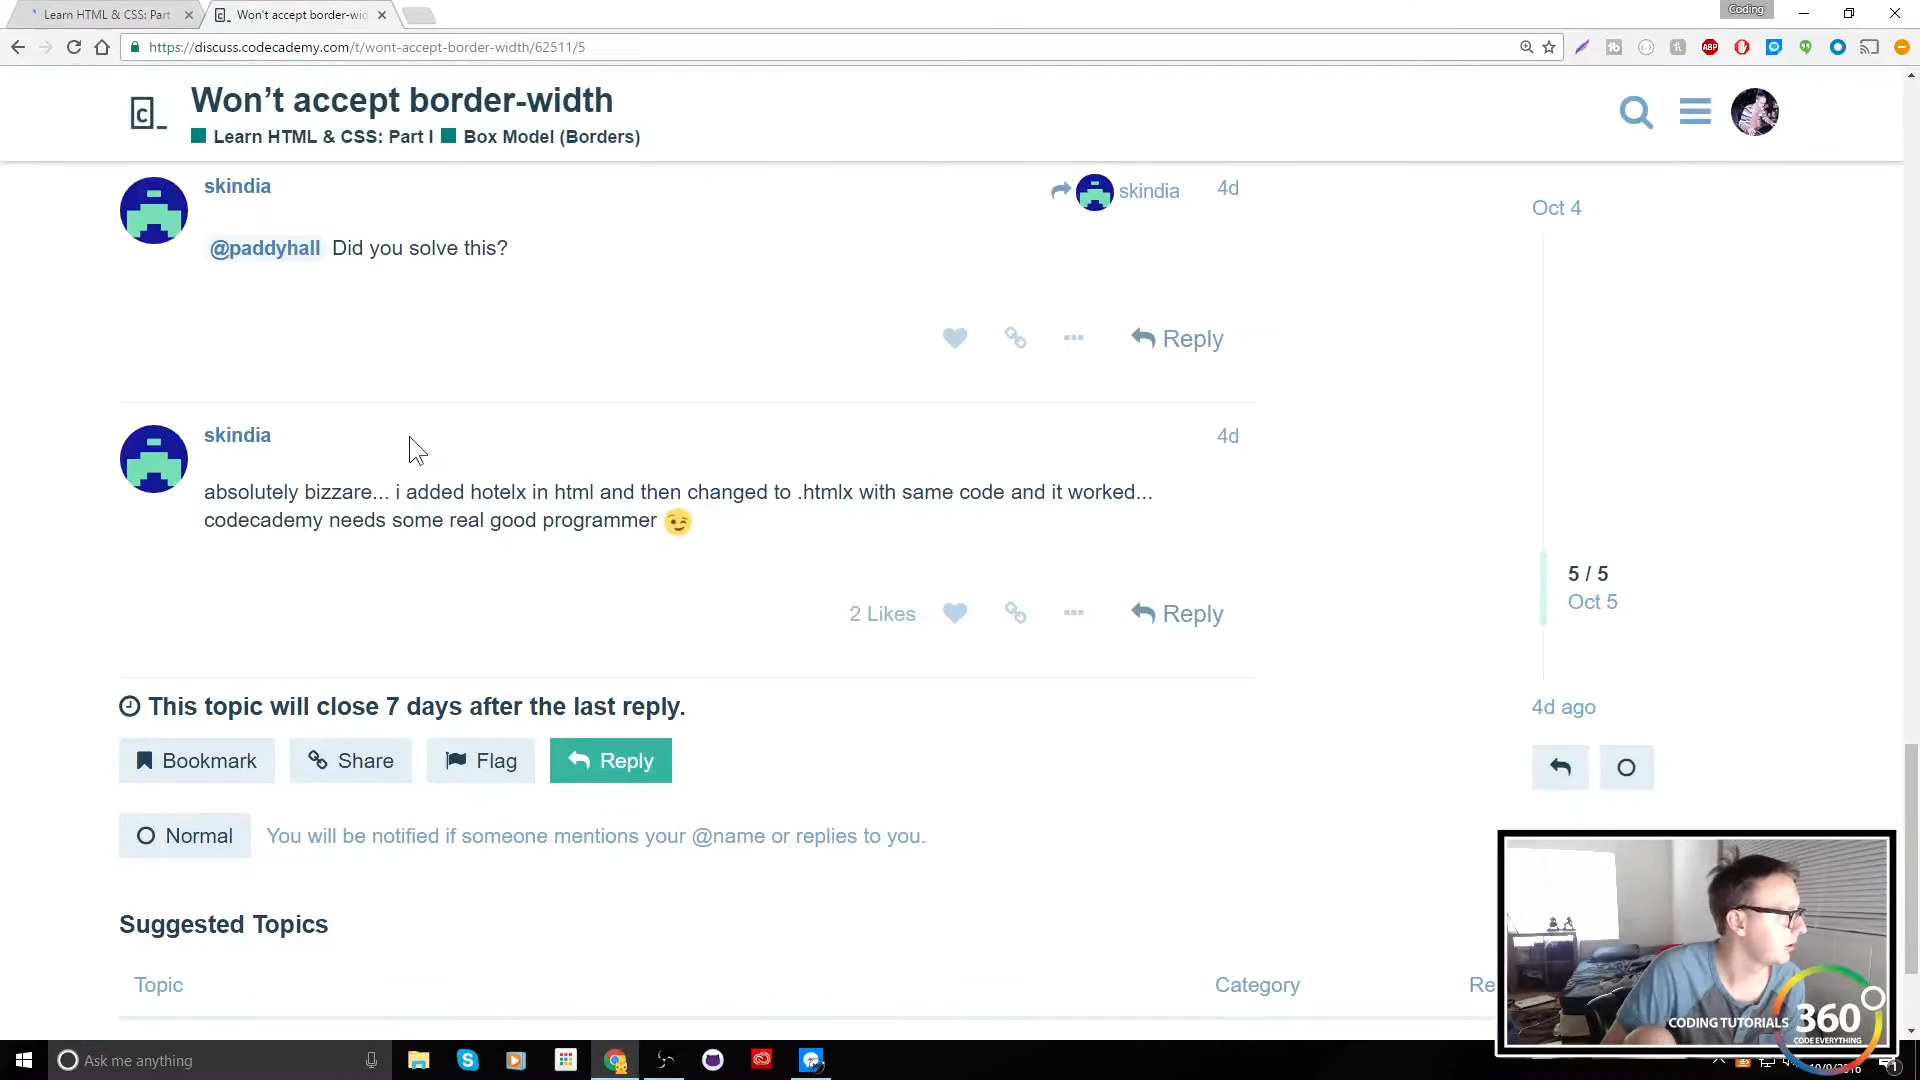 Learn HTML & CSS: Part
Won't accept border-wid
Coding
https://discuss.codecademy.com/t/wont-accept-border-width/62511/5
ABP
C_
Won’t accept border-width
Learn HTML & CSS: Part I Box Model (Borders)
skindia
skindia
4d
Oct 4
@paddyhall Did you solve this?
Reply
skindia
4d
absolutely bizzare... i added hotelx in html and then changed to .htmlx with same code and it worked...
codecademy needs some real good programmer
5 / 5
Oct 5
2 Likes
Reply
This topic will close 7 days after the last reply.
4d ago
Bookmark
Share
Flag
Reply
Normal
You will be notified if someone mentions your @name or replies to you.
Suggested Topics
Topic
Category
Re
CODING TUTORIALS 360
CODE EVERYTHING
Ask me anything